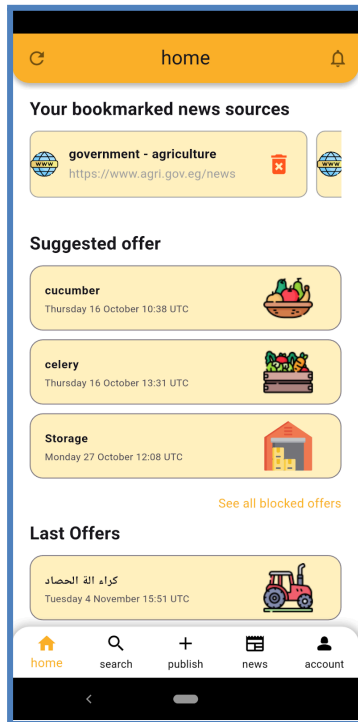 home
Your bookmarked news sources
government - agriculture
https://www.agri.gov.eg/news
www
www
Suggested offer
cucumber
Thursday 16 October 10:38 UTC
celery
Thursday 16 October 13:31 UTC
Storage
Monday 27 October 12:08 UTC
See all blocked offers
Last Offers
كراء الة الحصاد
Tuesday 4 November 15:51 UTC
home search publish news account